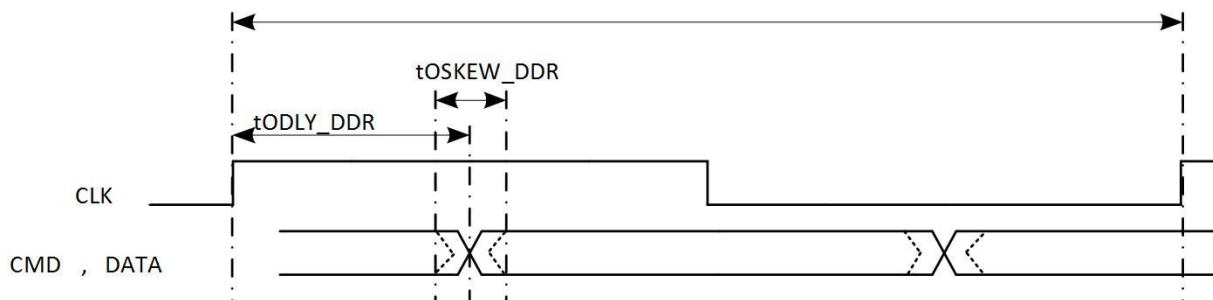 tOSKEW_DDR
tODLY_DDR
CLK
CMD , DATA